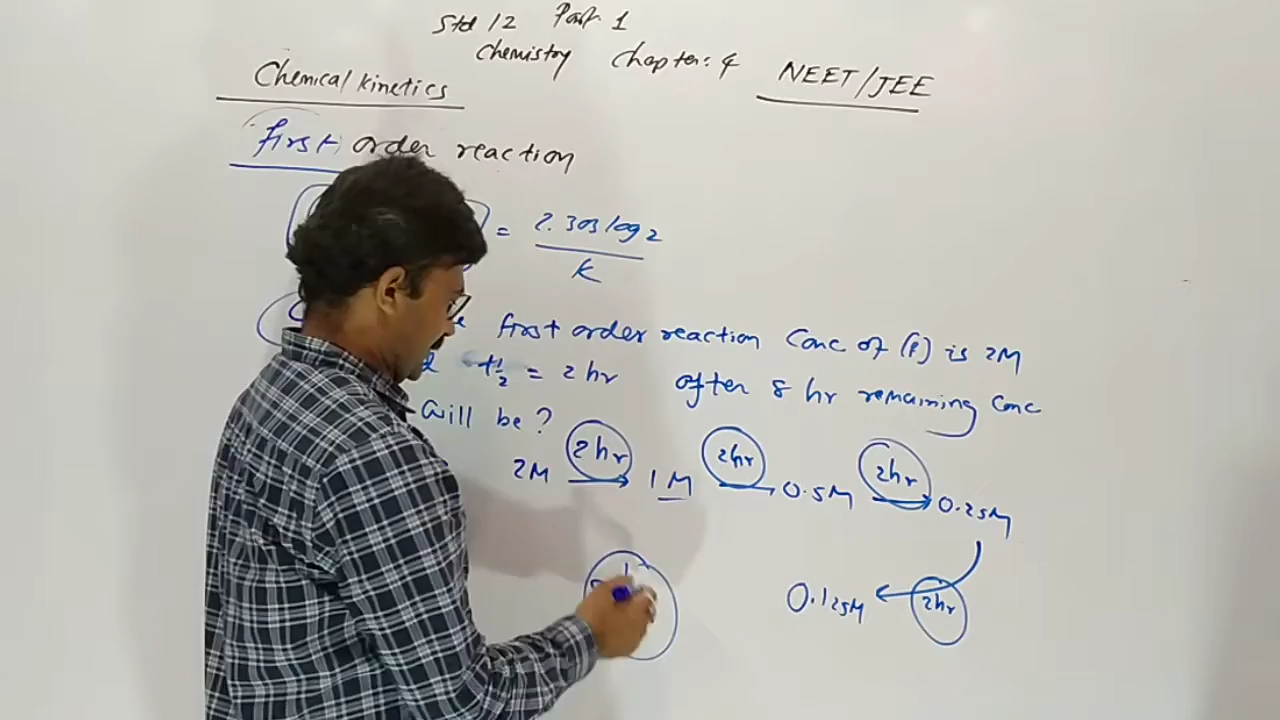 Std 12 Part 1
Chemistry Chapter: 4 NEET/JEE
Chemical kinetics
First order reaction
= 2.303 log 2
K
first order reaction Conc of (P) is 2M
t 1/2 = 2 hr after 8 hr remaining Conc
will be?
2M 2hr 1M 2hr 0.5M 2hr 0.25M
0.125M 2hr